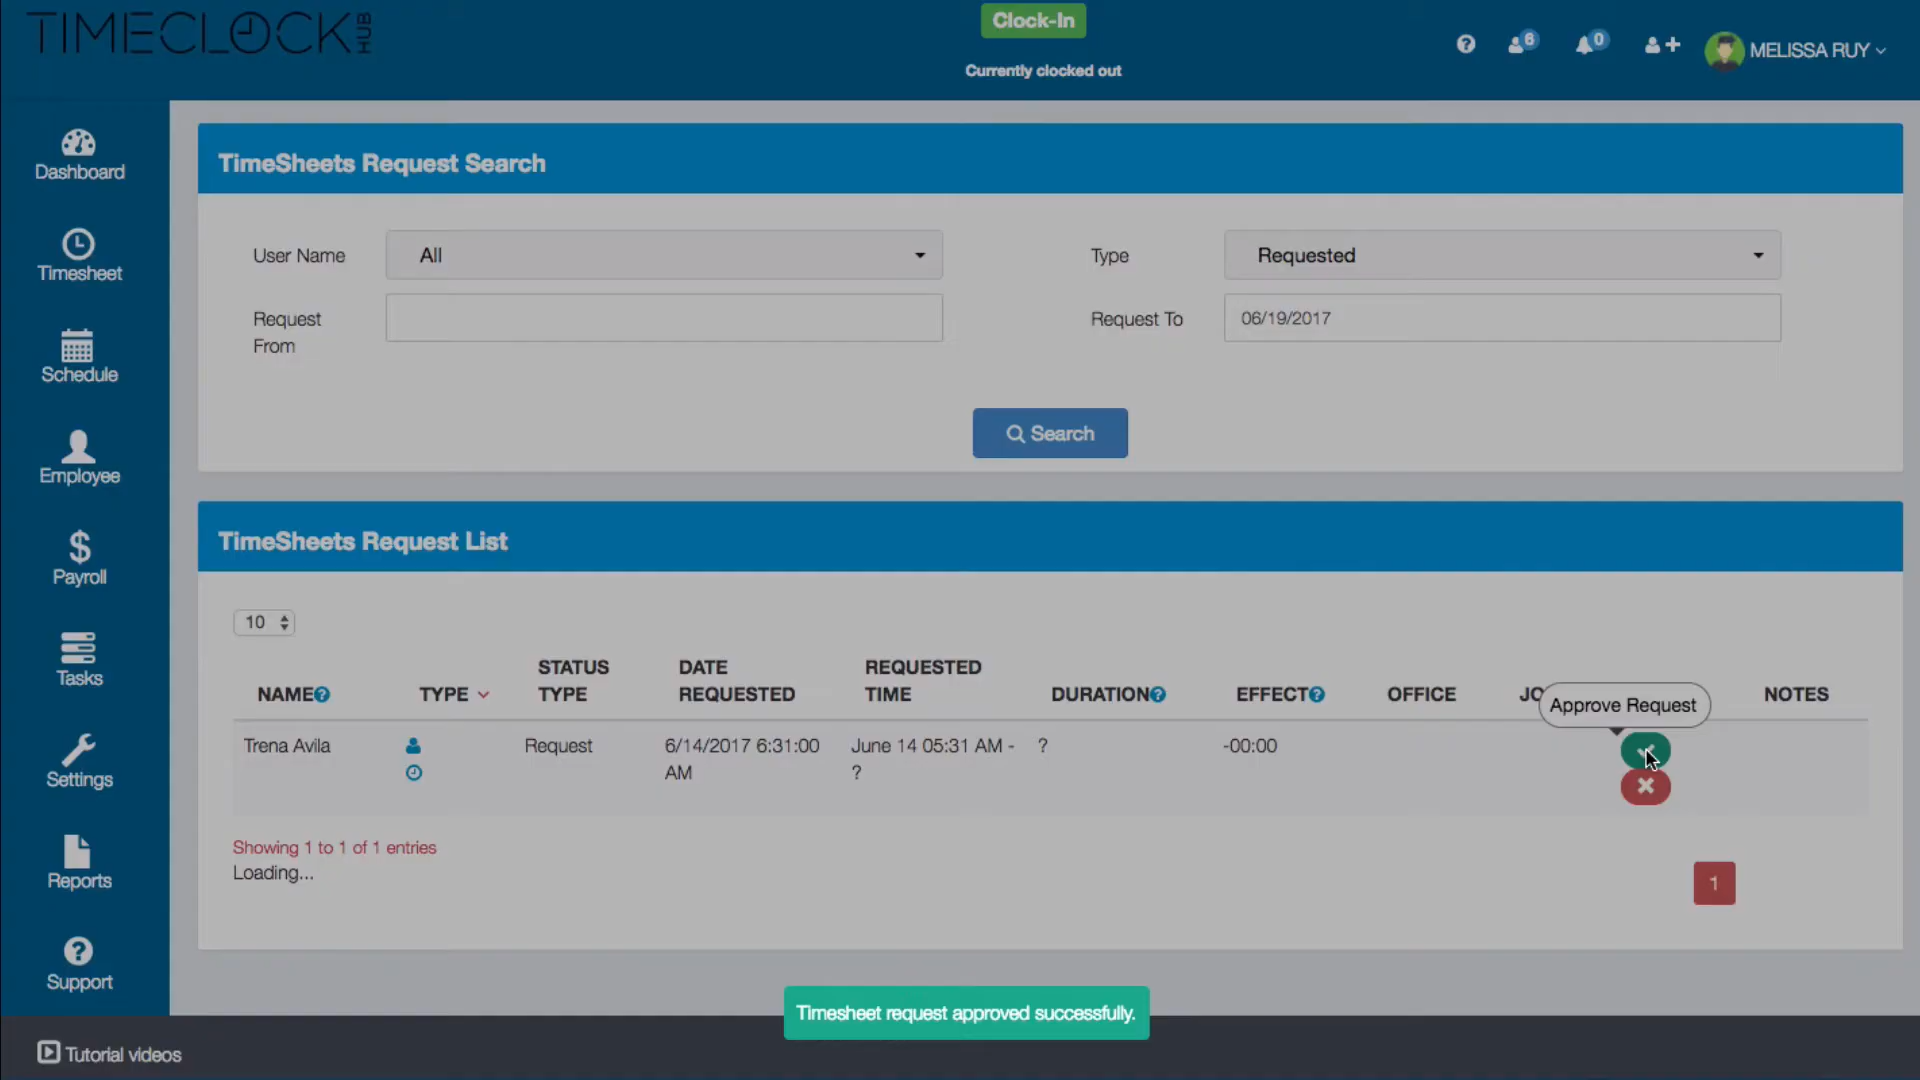 TIMECLOCK HUB
Clock-In
Currently clocked out
6
0
MELISSA RUY
Dashboard
Timesheet
Schedule
Employee
Payroll
Tasks
Settings
Reports
Support
TimeSheets Request Search
User Name
All
Type
Requested
Request
From
Request To
06/19/2017
Search
TimeSheets Request List
10
NAME
TYPE
STATUS
TYPE
DATE
REQUESTED
REQUESTED
TIME
DURATION
EFFECT
OFFICE
Approve Request
NOTES
Trena Avila
Request
6/14/2017 6:31:00
AM
June 14 05:31 AM -
?
?
-00:00
Showing 1 to 1 of 1 entries
Loading...
1
Timesheet request approved successfully.
Tutorial videos